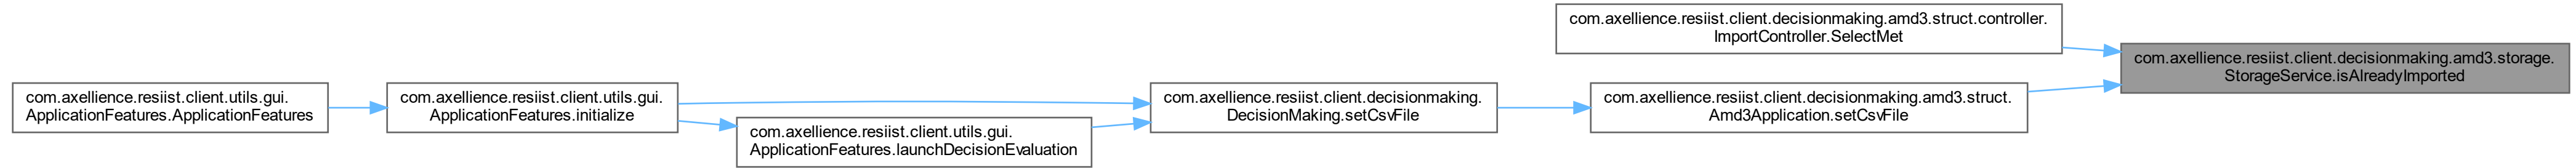 com.axellience.resiist.client.utils.gui.
ApplicationFeatures.ApplicationFeatures
com.axellience.resiist.client.utils.gui.
ApplicationFeatures.initialize
com.axellience.resiist.client.utils.gui.
ApplicationFeatures.launchDecisionEvaluation
com.axellience.resiist.client.decisionmaking.
DecisionMaking.setCsvFile
com.axellience.resiist.client.decisionmaking.amd3.struct.controller.
ImportController.SelectMet
com.axellience.resiist.client.decisionmaking.amd3.struct.
Amd3Application.setCsvFile
com.axellience.resiist.client.decisionmaking.amd3.storage.
StorageService.isAlreadyImported